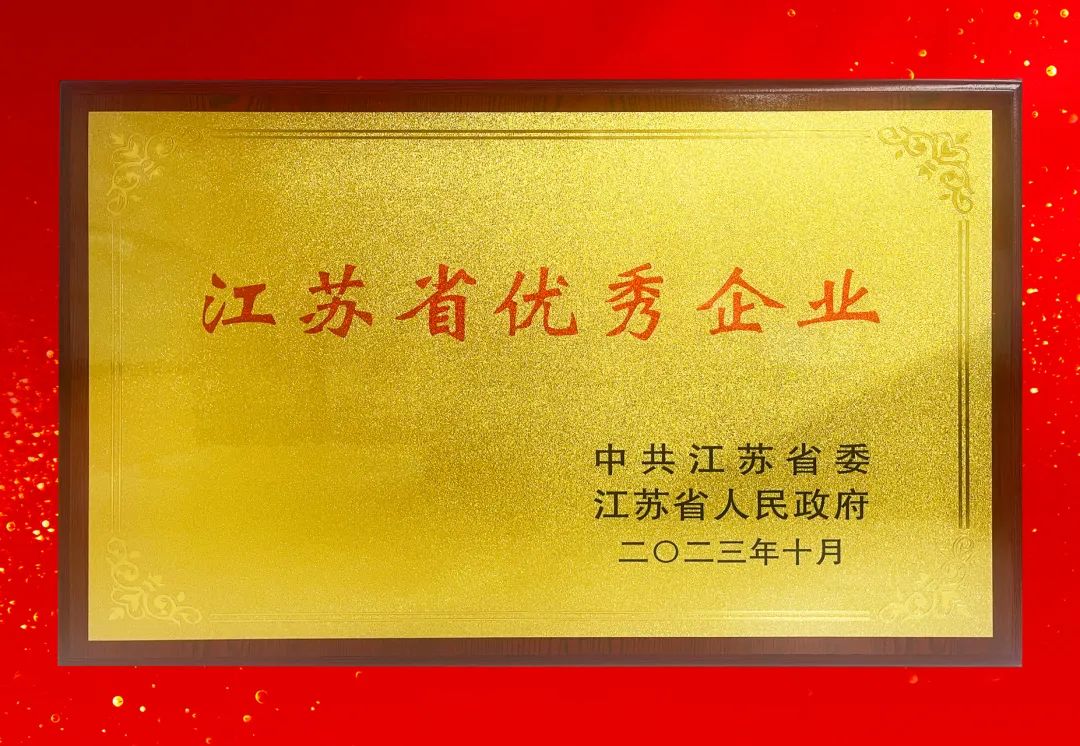 江苏省优秀企业
中共江苏省委
江苏省人民政府
二〇二三年十月